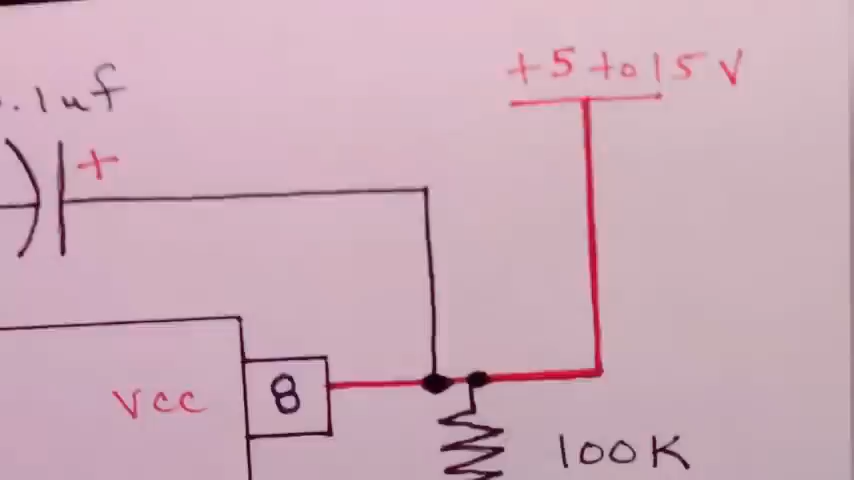 +5 to 15 V
.1uf
+
Vcc
8
100K